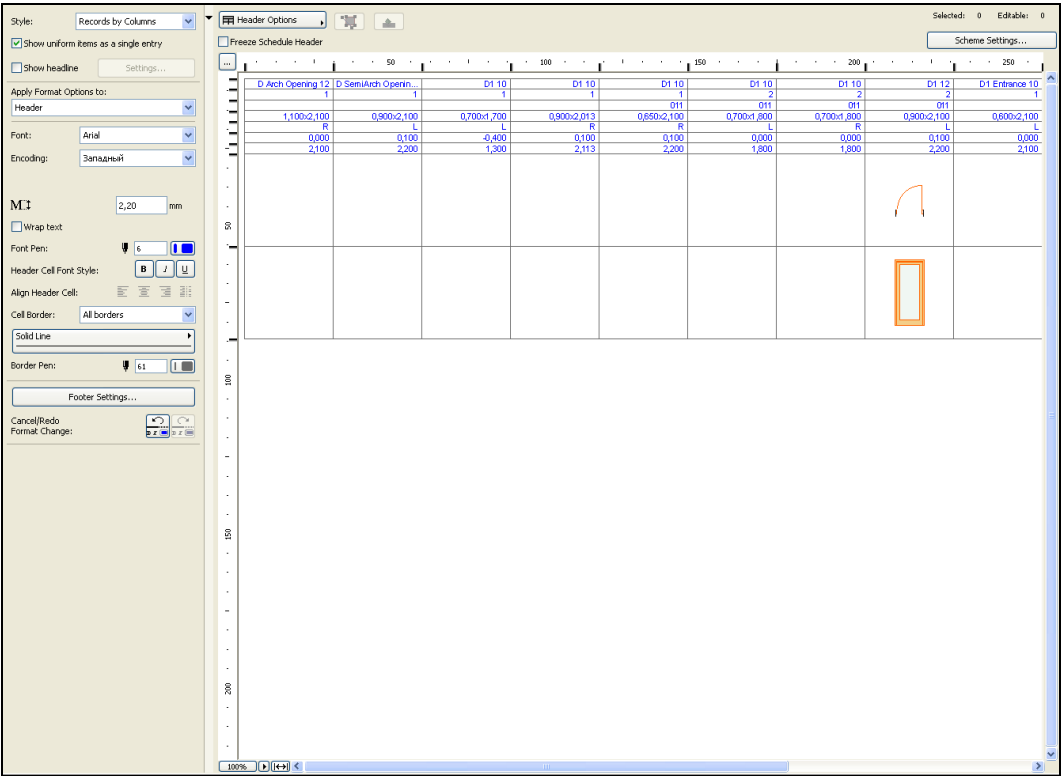 Style: Records by Columns
Show uniform items as a single entry
Show headline Settings...
Apply Format Options to:
Header
Font: Arial
Encoding: Западный
M 2,20 mm
Wrap text
Font Pen: 6
Header Cell Font Style: B I U
Align Header Cell:
Cell Border: All borders
Solid Line
Border Pen: 61
Footer Settings...
Cancel/Redo
Format Change:
Header Options
Selected: 0 Editable: 0
Freeze Schedule Header
Scheme Settings...
... 50 100 150 200 250
D Arch Opening 12 D SemiArch Openin... D1 10 D1 10 D1 10 D1 10 D1 10 D1 12 D1 Entrance 10
1 1 1 1 1 2 2 2 1
011 011 011 011
1,100x2,100 0,900x2,100 0,700x1,700 0,900x2,013 0,650x2,100 0,700x1,800 0,700x1,800 0,900x2,100 0,600x2,100
R L L R R L R L L
0,000 0,100 -0,400 0,100 0,100 0,000 0,000 0,100 0,000
2,100 2,200 1,300 2,113 2,200 1,800 1,800 2,200 2,100
50
100
150
200
100%